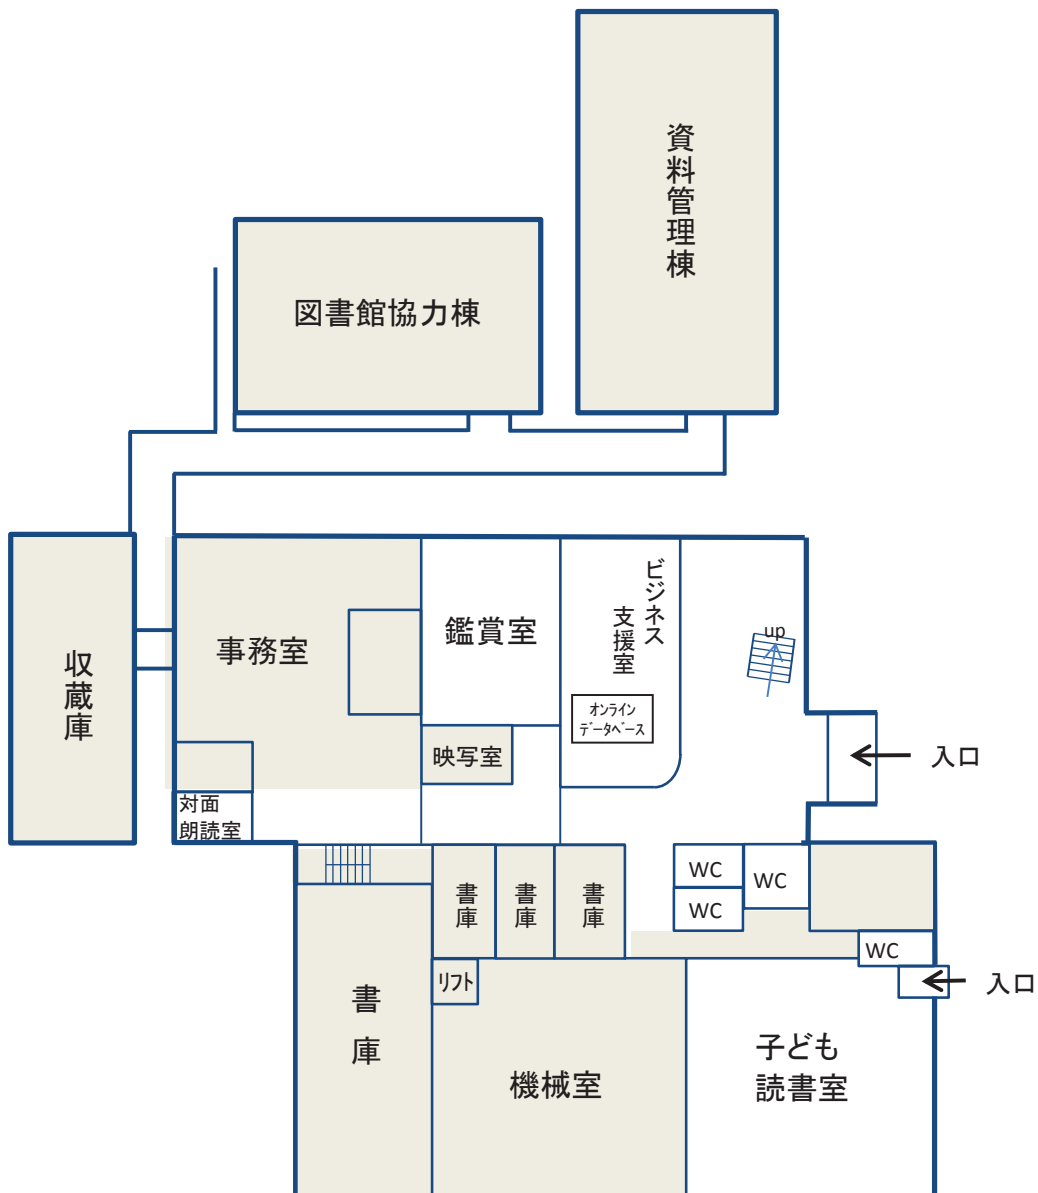 資料管理棟
図書館協力棟
収蔵庫
事務室
鑑賞室
ビジネス
支援室
オンライン
データベース
up
映写室
入口
対面
朗読室
書庫
書庫
書庫
WC
WC
WC
WC
リフト
入口
書庫
機械室
子ども
読書室